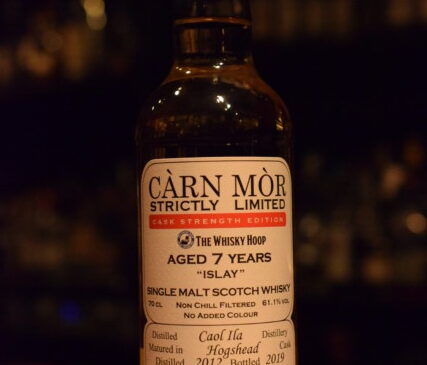 CÀRN MÒR
STRICTLY LIMITED
CASK STRENGTH EDITION
THE WHISKY HOOP
AGED 7 YEARS
"ISLAY"
SINGLE MALT SCOTCH WHISKY
70 CL NON CHILL FILTERED 61.1% VOL
NO ADDED COLOUR
Distilled Caol Ila Distillery
Matured in Hogshead Cask
Distilled 2012 Bottled 2019